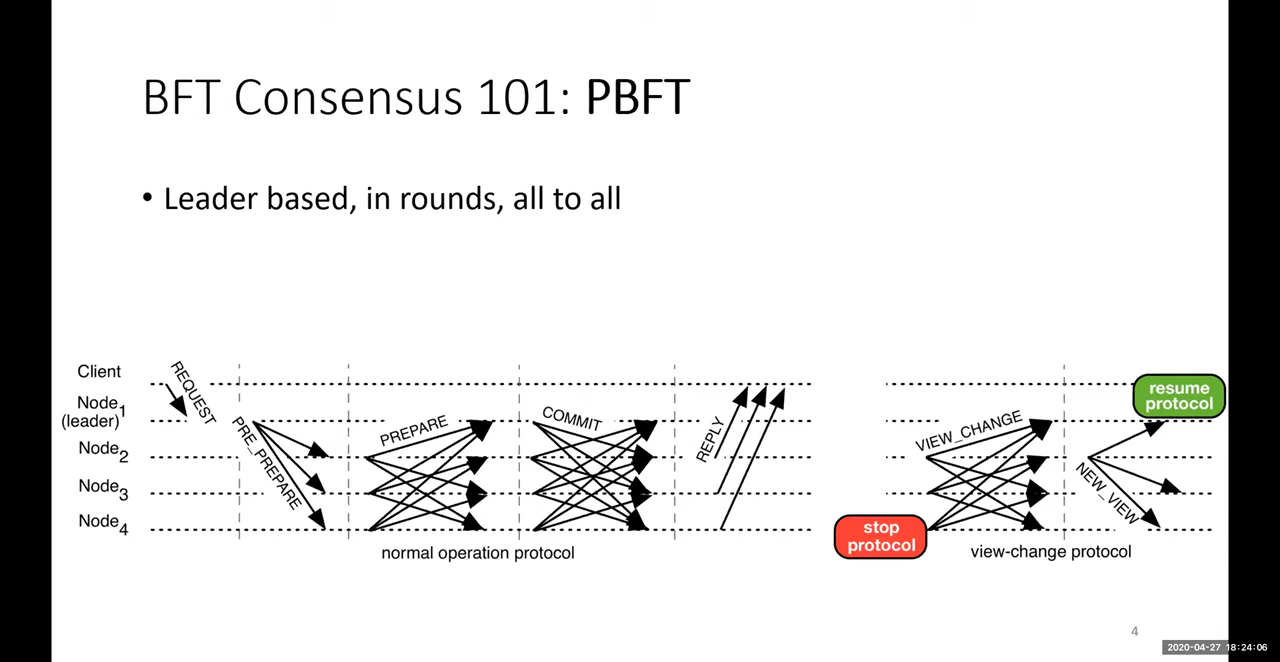 BFT Consensus 101: PBFT
• Leader based, in rounds, all to all
Client
Node1
(leader)
Node2
Node3
Node4
REQUEST
PRE_PREPARE
PREPARE
COMMIT
REPLY
normal operation protocol
stop
protocol
VIEW_CHANGE
NEW_VIEW
resume
protocol
view-change protocol
4
2020-04-27 18:24:06